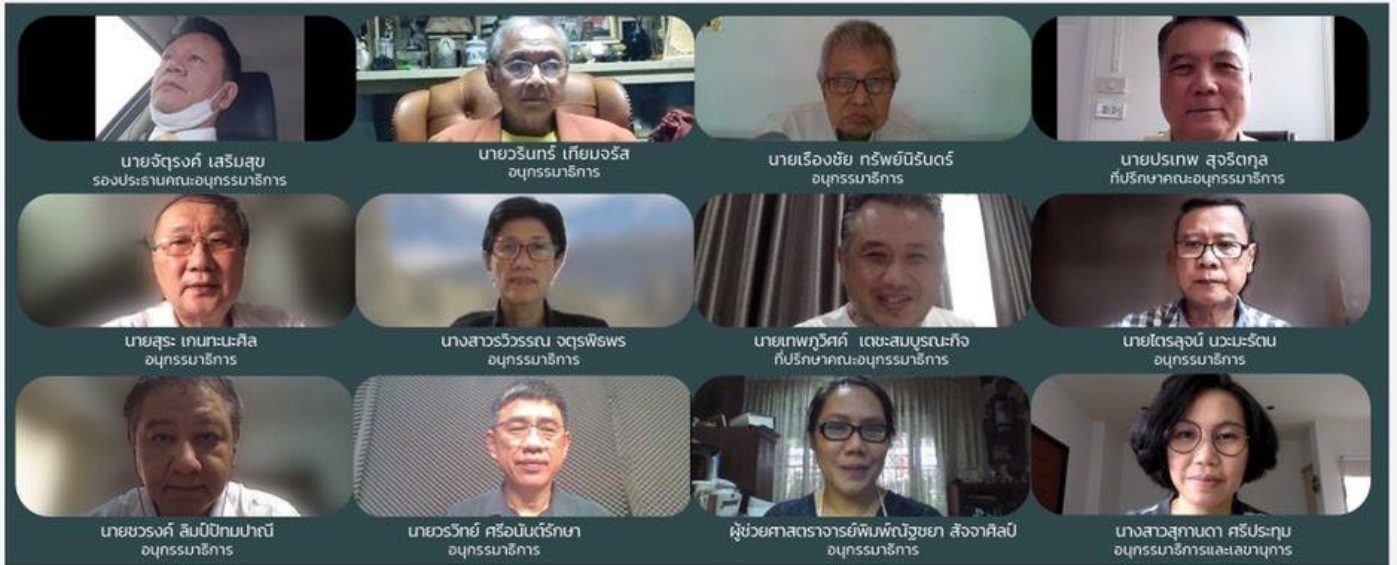 นายจัตุรงค์ เสริมสุข
รองประธานคณะอนุกรรมาธิการ
นายวรินทร์ เทียมจรัส
อนุกรรมาธิการ
นายเรืองชัย ทรัพย์นิรันดร์
อนุกรรมาธิการ
นายปรเทพ สุจริตกุล
ที่ปรึกษาคณะอนุกรรมาธิการ
นายสุระ เกนทะนะศิล
อนุกรรมาธิการ
นางสาวรวิวรรณ จตุรพิธพร
อนุกรรมาธิการ
นายเทพภูวิศค์ เตชะสมบูรณะกิจ
ที่ปรึกษาคณะอนุกรรมาธิการ
นายไตรลุจน์ นวะมะรัตน
อนุกรรมาธิการ
นายชวรงค์ ลิมป์ปัทมปาณี
อนุกรรมาธิการ
นายวรวิทย์ ศรีอนันต์รักษา
อนุกรรมาธิการ
ผู้ช่วยศาสตราจารย์พิมพ์ณัฐชยา สัจจาศิลป์
อนุกรรมาธิการ
นางสาวสุกานดา ศรีประทุม
อนุกรรมาธิการและเลขานุการ